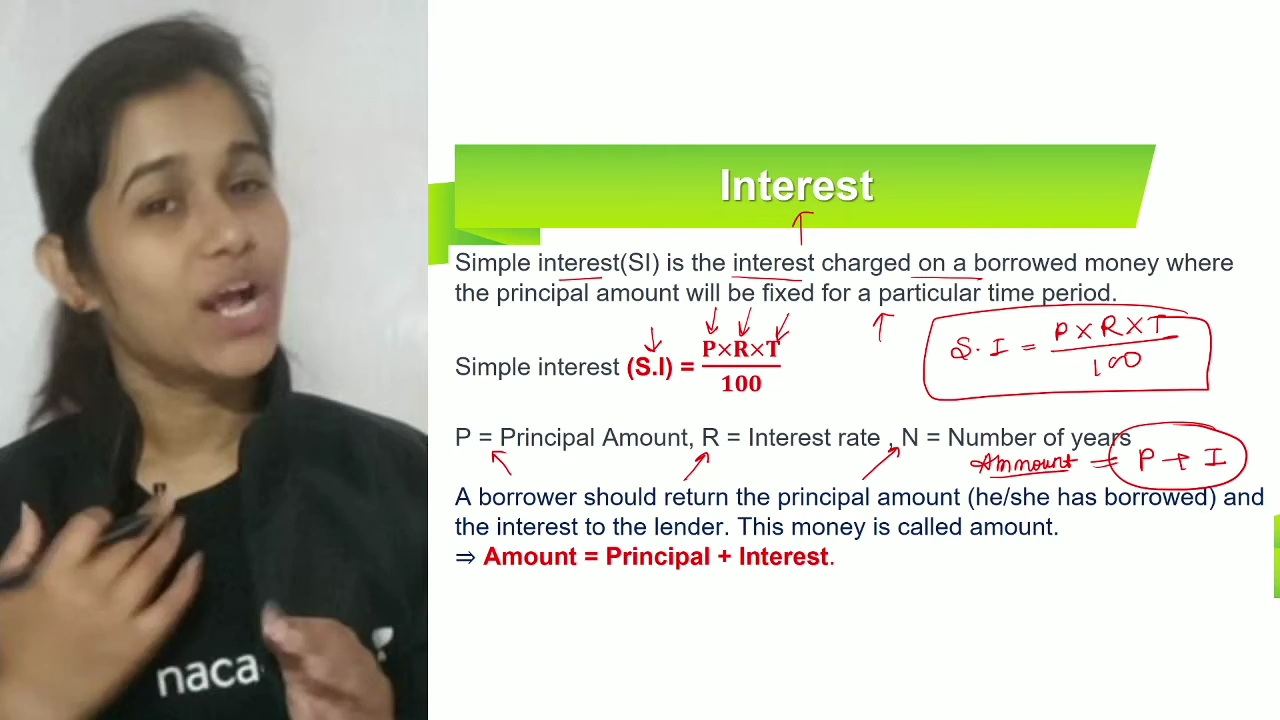 Interest
Simple interest(SI) is the interest charged on a borrowed money where
the principal amount will be fixed for a particular time period.
Simple interest (S.I) = P×R×T
100
S.I = P×R×T
100
P = Principal Amount, R = Interest rate , N = Number of years
Ammount = P+I
A borrower should return the principal amount (he/she has borrowed) and
the interest to the lender. This money is called amount.
⇒ Amount = Principal + Interest.
naca